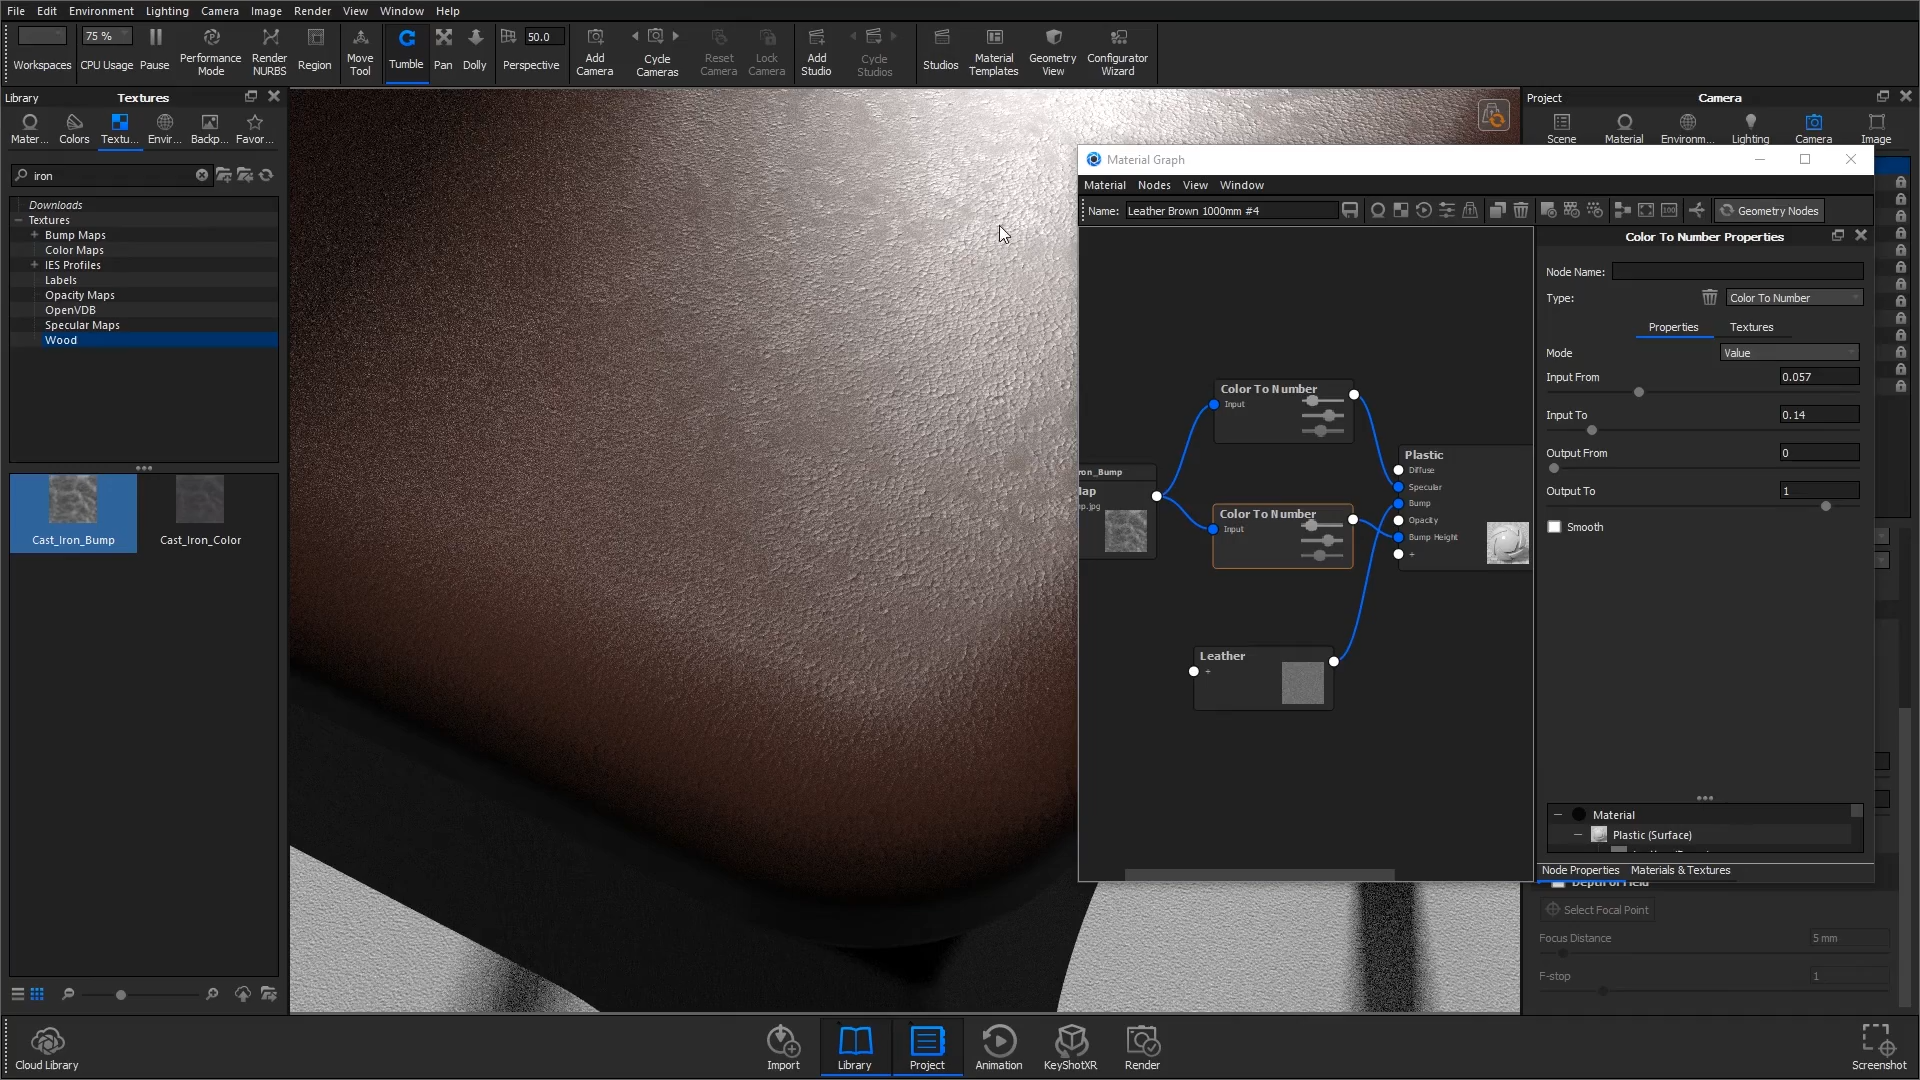 File Edit Environment Lighting Camera Image Render View Window Help
Workspaces
75 %
CPU Usage
Pause
Performance Mode
Render NURBS
Region
Move Tool
Tumble
Pan
Dolly
50.0
Perspective
Add Camera
Cycle Cameras
Reset Camera
Lock Camera
Add Studio
Cycle Studios
Studios
Material Templates
Geometry View
Configurator Wizard
Library
Textures
Mater... Colors Textu... Envir... Backp... Favor...
iron
Downloads
Textures
Bump Maps
Color Maps
IES Profiles
Labels
Opacity Maps
OpenVDB
Specular Maps
Wood
Cast_Iron_Bump
Cast_Iron_Color
Project
Camera
Scene Material Environm... Lighting Camera Image
Material Graph
Material Nodes View Window
Name: Leather Brown 1000mm #4
100
Geometry Nodes
ron_Bump
lap
np.jpg
Color To Number
Input
Color To Number
Input
Leather
+
Plastic
Diffuse
Specular
Bump
Opacity
Bump Height
+
Color To Number Properties
Node Name:
Type: Color To Number
Properties Textures
Mode Value
Input From 0.057
Input To 0.14
Output From 0
Output To 1
Smooth
Material
Plastic (Surface)
Node Properties Materials & Textures
Depth of Field
Select Focal Point
Focus Distance 5 mm
F-stop 1
Cloud Library
Import
Library
Project
Animation
KeyShotXR
Render
Screenshot